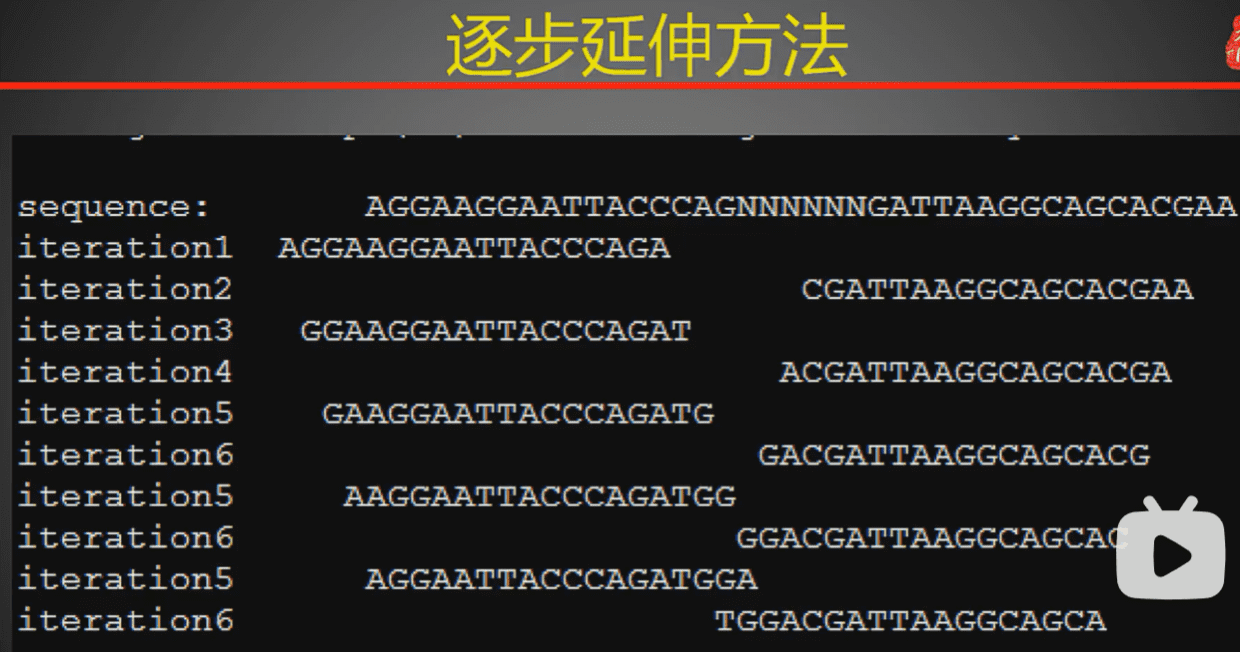 逐步延伸方法
sequence: AGGAAGGAATTACCCAGNNNNNNGATTAAGGCAGCACGAA
iteration1 AGGAAGGAATTACCCAGA
iteration2 CGATTAAGGCAGCACGAA
iteration3 GGAAGGAATTACCCAGAT
iteration4 ACGATTAAGGCAGCACGA
iteration5 GAAGGAATTACCCAGATG
iteration6 GACGATTAAGGCAGCACG
iteration5 AAGGAATTACCCAGATGG
iteration6 GGACGATTAAGGCAGCAC
iteration5 AGGAATTACCCAGATGGA
iteration6 TGGACGATTAAGGCAGCA